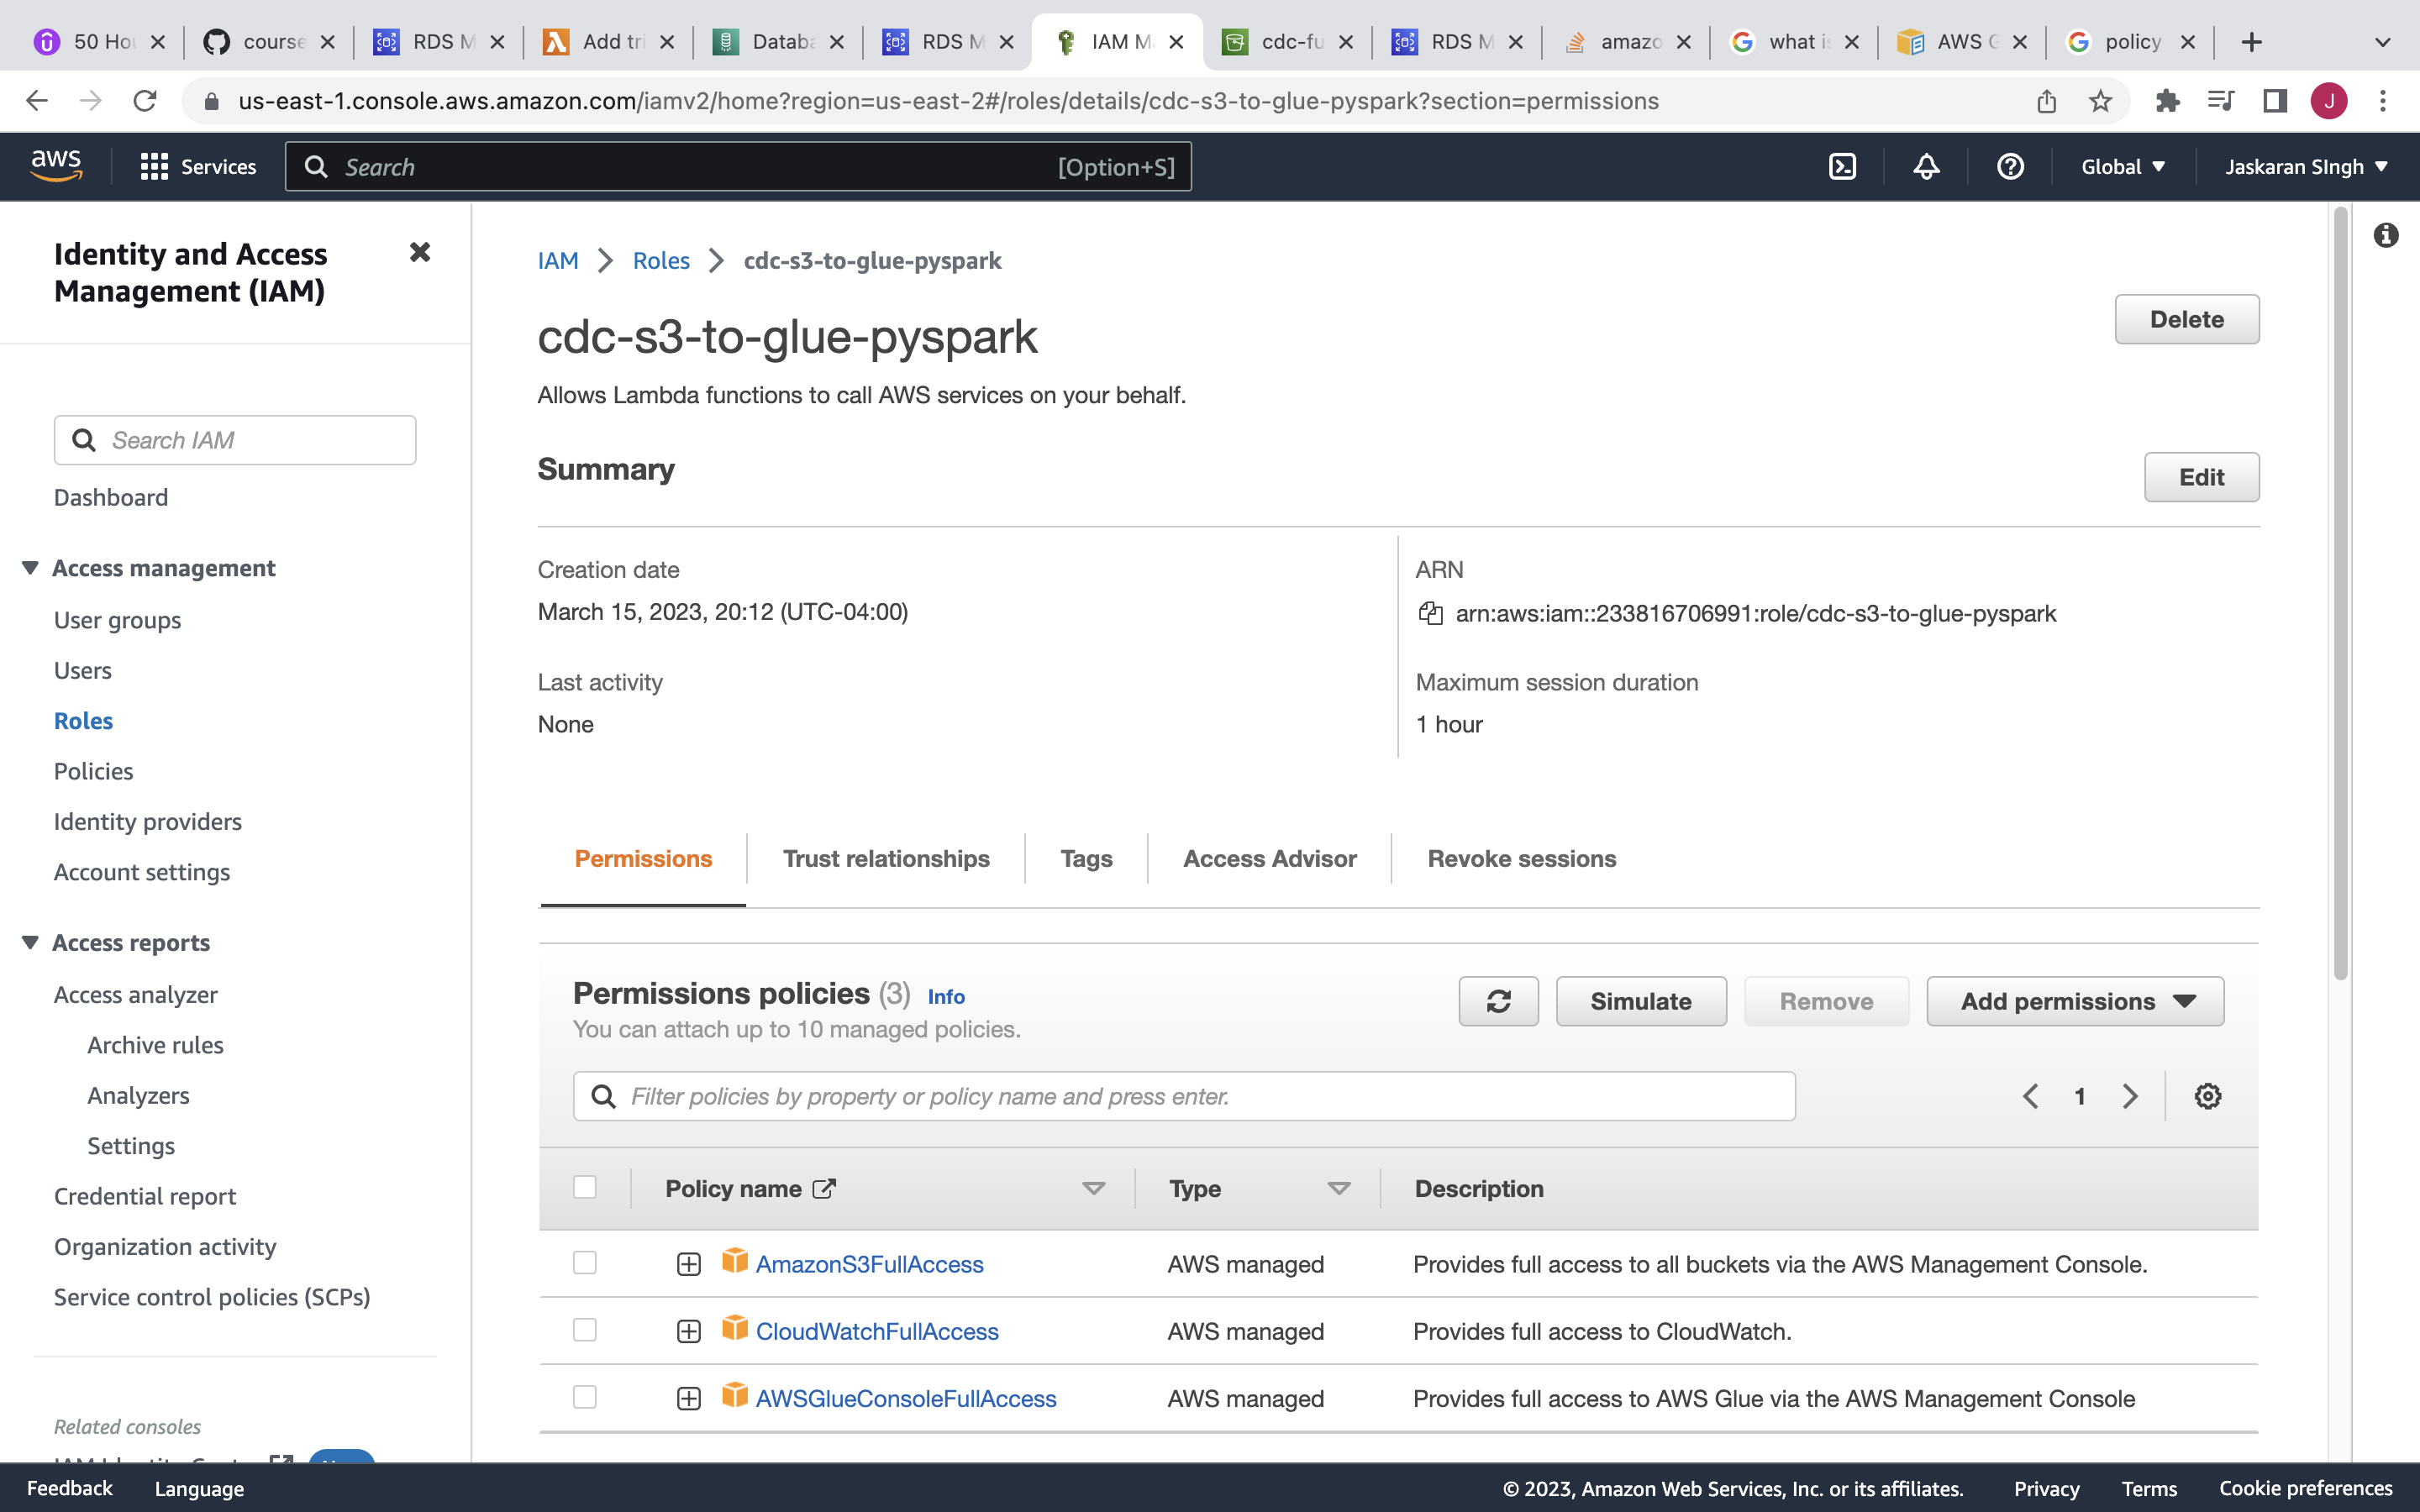 50 Ho
course
RDS M
Add tri
Databa
RDS M
IAM M
cdc-fu
RDS M
amazo
what is
AWS G
policy
us-east-1.console.aws.amazon.com/iamv2/home?region=us-east-2#/roles/details/cdc-s3-to-glue-pyspark?section=permissions
J
aws
Services
Search
[Option+S]
Global
Jaskaran SIngh
Identity and Access
Management (IAM)
Search IAM
Dashboard
Access management
User groups
Users
Roles
Policies
Identity providers
Account settings
Access reports
Access analyzer
Archive rules
Analyzers
Settings
Credential report
Organization activity
Service control policies (SCPs)
Related consoles
IAM > Roles > cdc-s3-to-glue-pyspark
cdc-s3-to-glue-pyspark
Delete
Allows Lambda functions to call AWS services on your behalf.
Summary
Edit
Creation date
March 15, 2023, 20:12 (UTC-04:00)
ARN
arn:aws:iam::233816706991:role/cdc-s3-to-glue-pyspark
Last activity
None
Maximum session duration
1 hour
Permissions
Trust relationships
Tags
Access Advisor
Revoke sessions
Permissions policies (3) Info
You can attach up to 10 managed policies.
Simulate
Remove
Add permissions
Filter policies by property or policy name and press enter.
1
Policy name
Type
Description
AmazonS3FullAccess
AWS managed
Provides full access to all buckets via the AWS Management Console.
CloudWatchFullAccess
AWS managed
Provides full access to CloudWatch.
AWSGlueConsoleFullAccess
AWS managed
Provides full access to AWS Glue via the AWS Management Console
Feedback
Language
© 2023, Amazon Web Services, Inc. or its affiliates.
Privacy
Terms
Cookie preferences